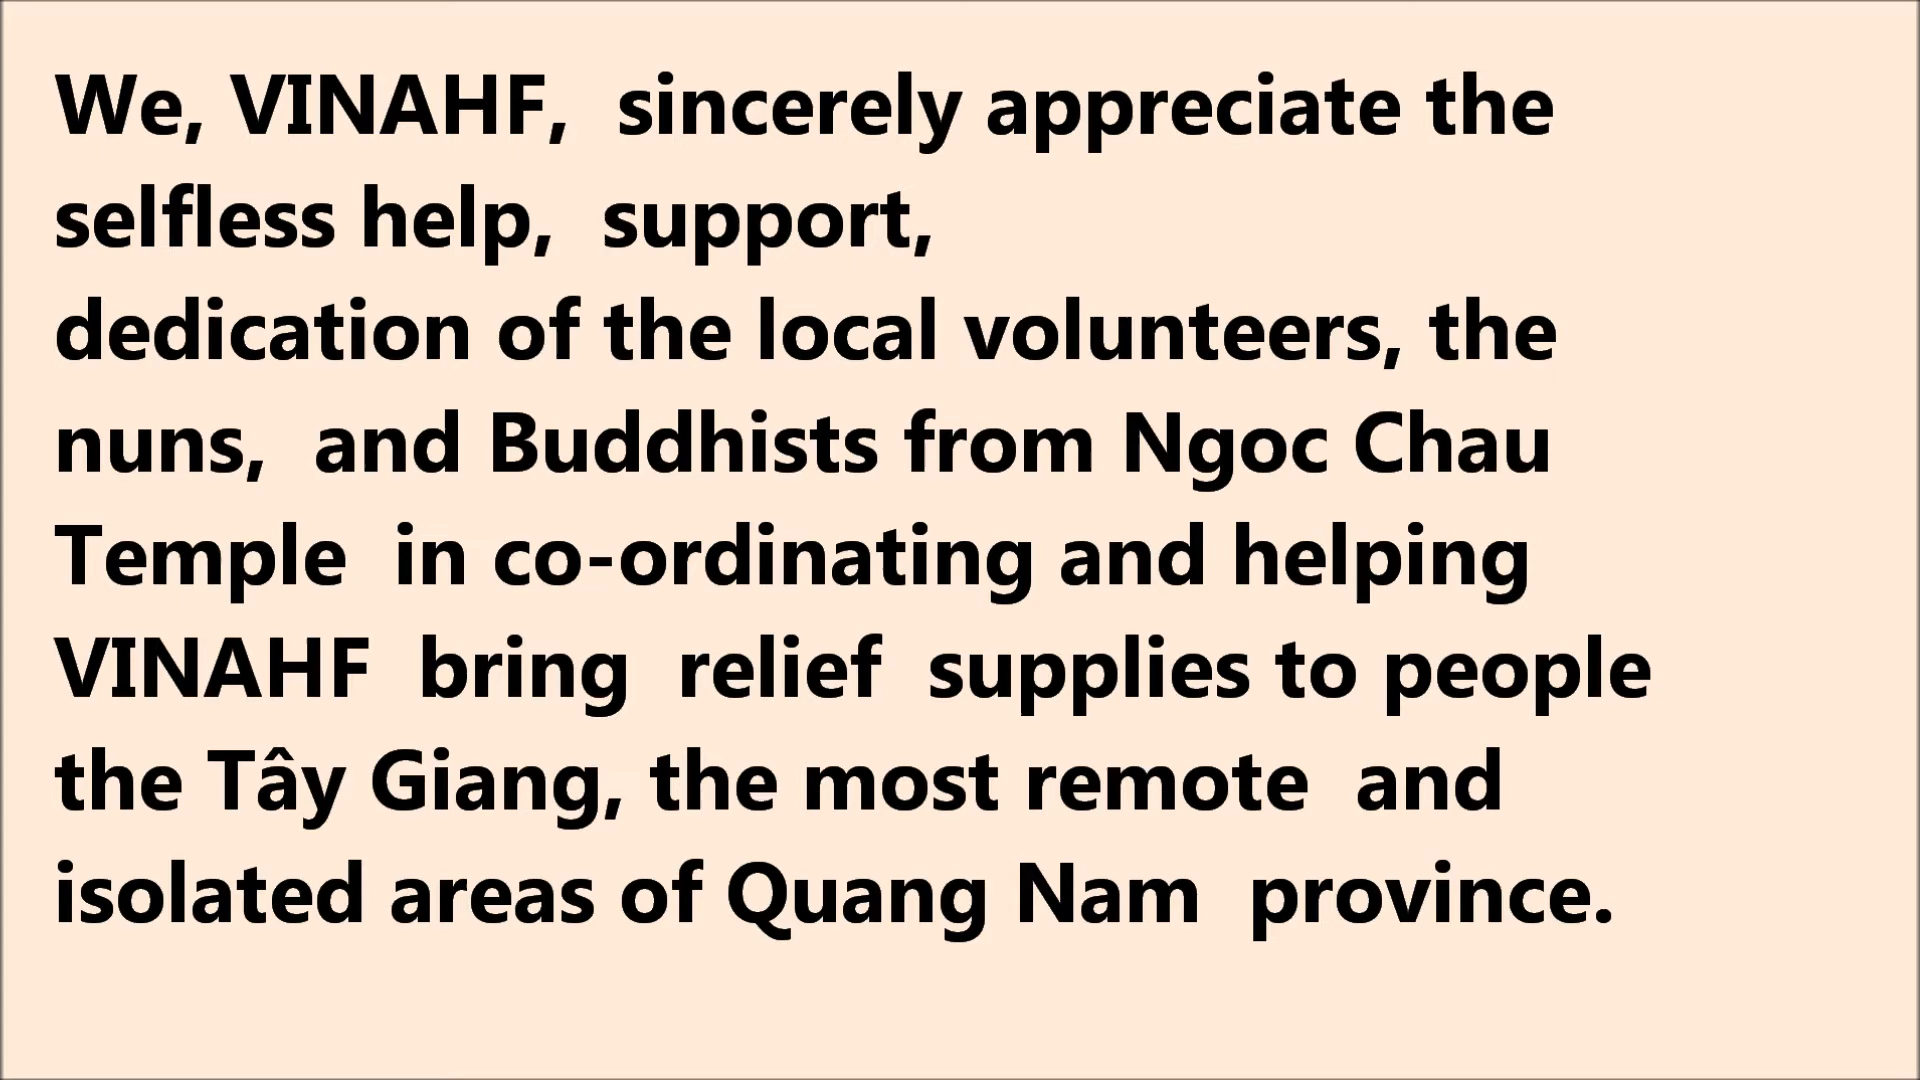 We, VINAHF,  sincerely appreciate the
selfless help,  support,
dedication of the local volunteers, the
nuns,  and Buddhists from Ngoc Chau
Temple  in co-ordinating and helping
VINAHF  bring  relief  supplies to people
the Tây Giang, the most remote  and
isolated areas of Quang Nam  province.